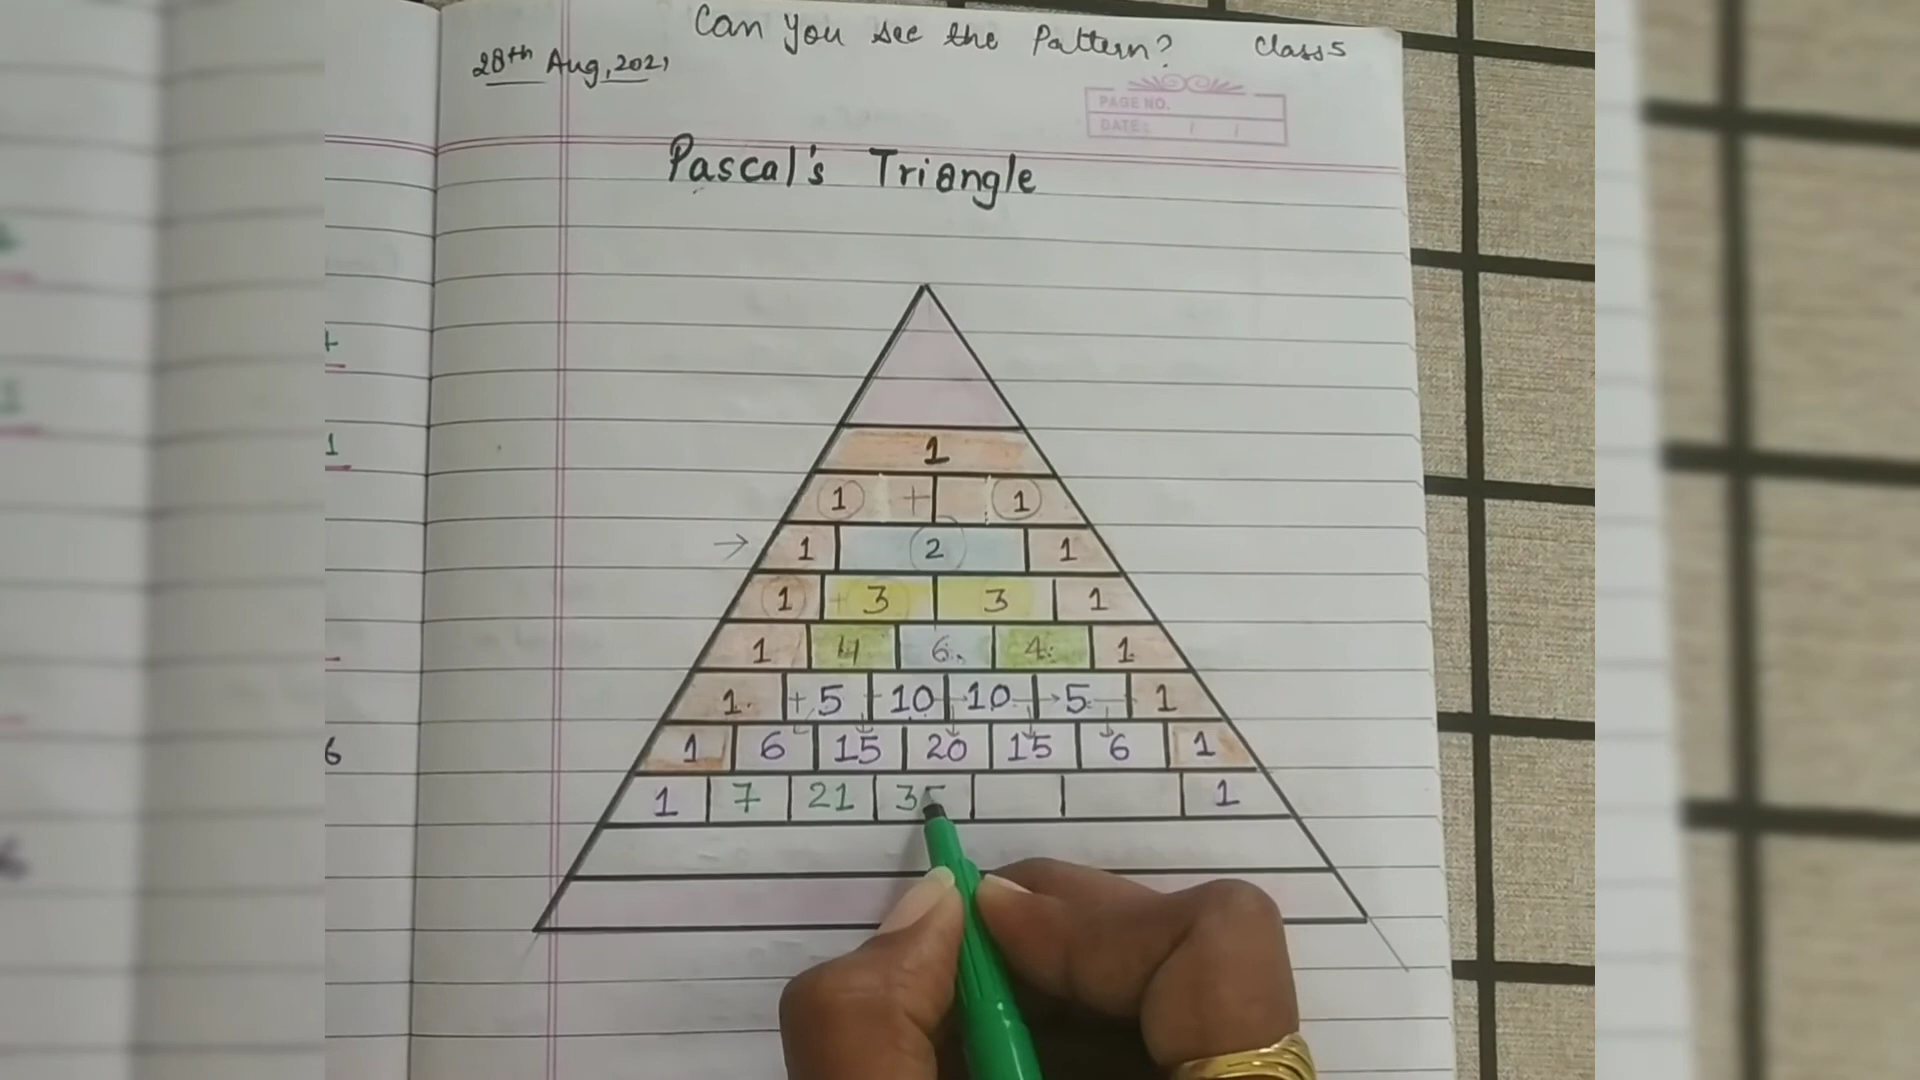 Can you see the Pattern? Class 5
28th Aug, 2021
PAGE NO.
DATE: / /
Pascal's Triangle
1
1 + 1
→ 1 2 1
1 + 3 3 1
1 4 6 4 1
1 + 5 10 10 5 1
1 6 15 20 15 6 1
1 7 21 35 1
1
6